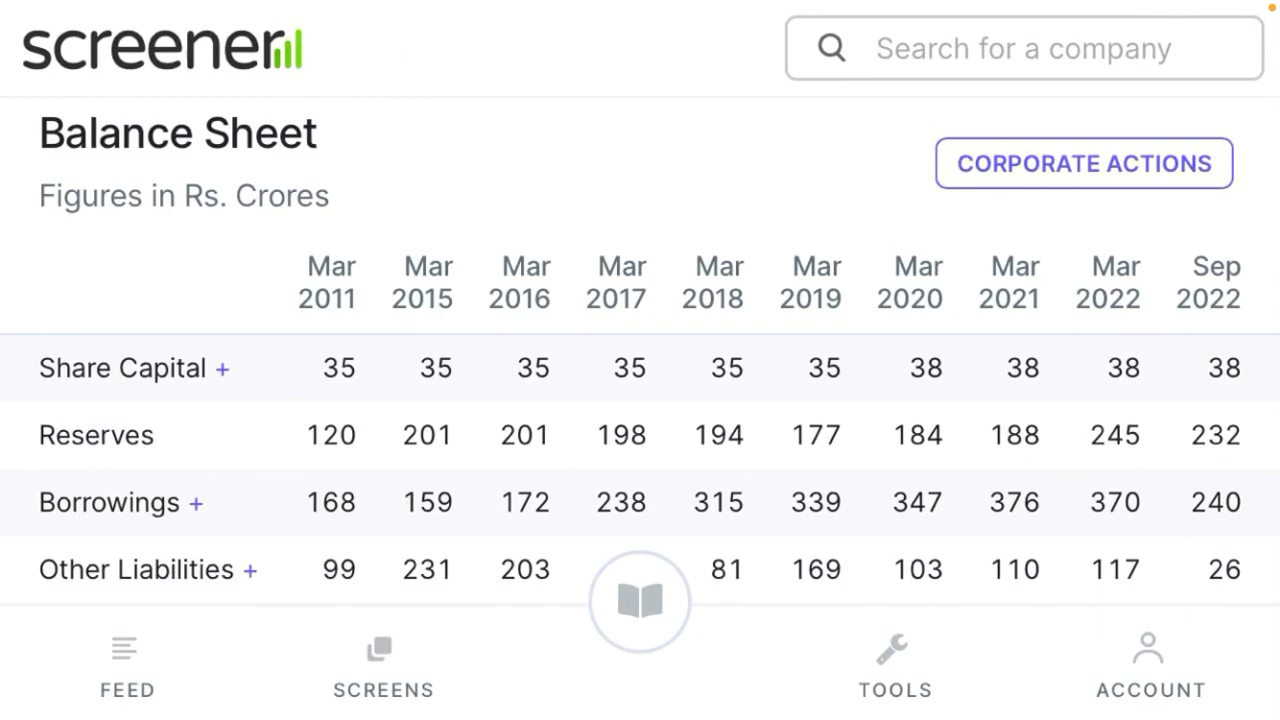 screener
Search for a company
Balance Sheet
CORPORATE ACTIONS
Figures in Rs. Crores
Mar Mar Mar Mar Mar Mar Mar Mar Mar Sep
2011 2015 2016 2017 2018 2019 2020 2021 2022 2022
Share Capital + 35 35 35 35 35 35 38 38 38 38
Reserves 120 201 201 198 194 177 184 188 245 232
Borrowings + 168 159 172 238 315 339 347 376 370 240
Other Liabilities + 99 231 203 81 169 103 110 117 26
FEED SCREENS TOOLS ACCOUNT